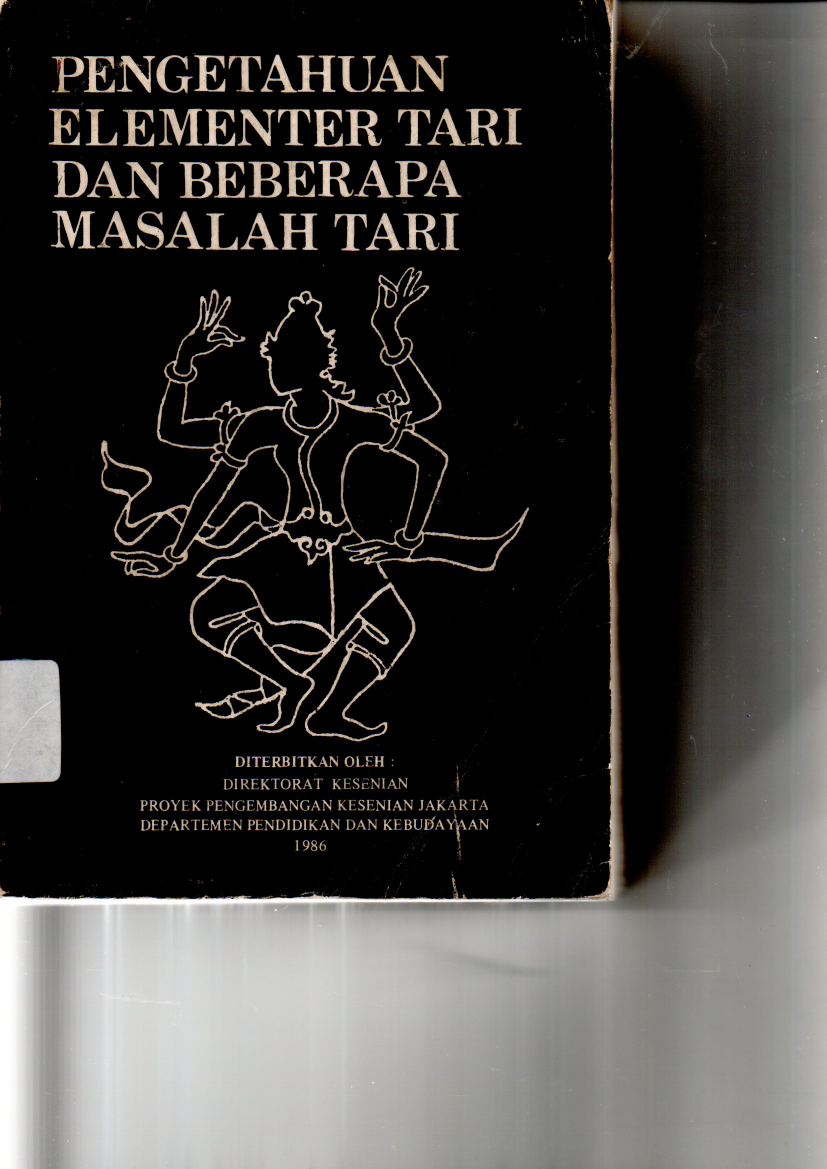 PENGETAHUAN
ELEMENTER TARI
DAN BEBERAPA
MASALAH TARI
DITERBITKAN OLEH :
DIREKTORAT KESENIAN
PROYEK PENGEMBANGAN KESENIAN JAKARTA
DEPARTEMEN PENDIDIKAN DAN KEBUDAYAAN
1986